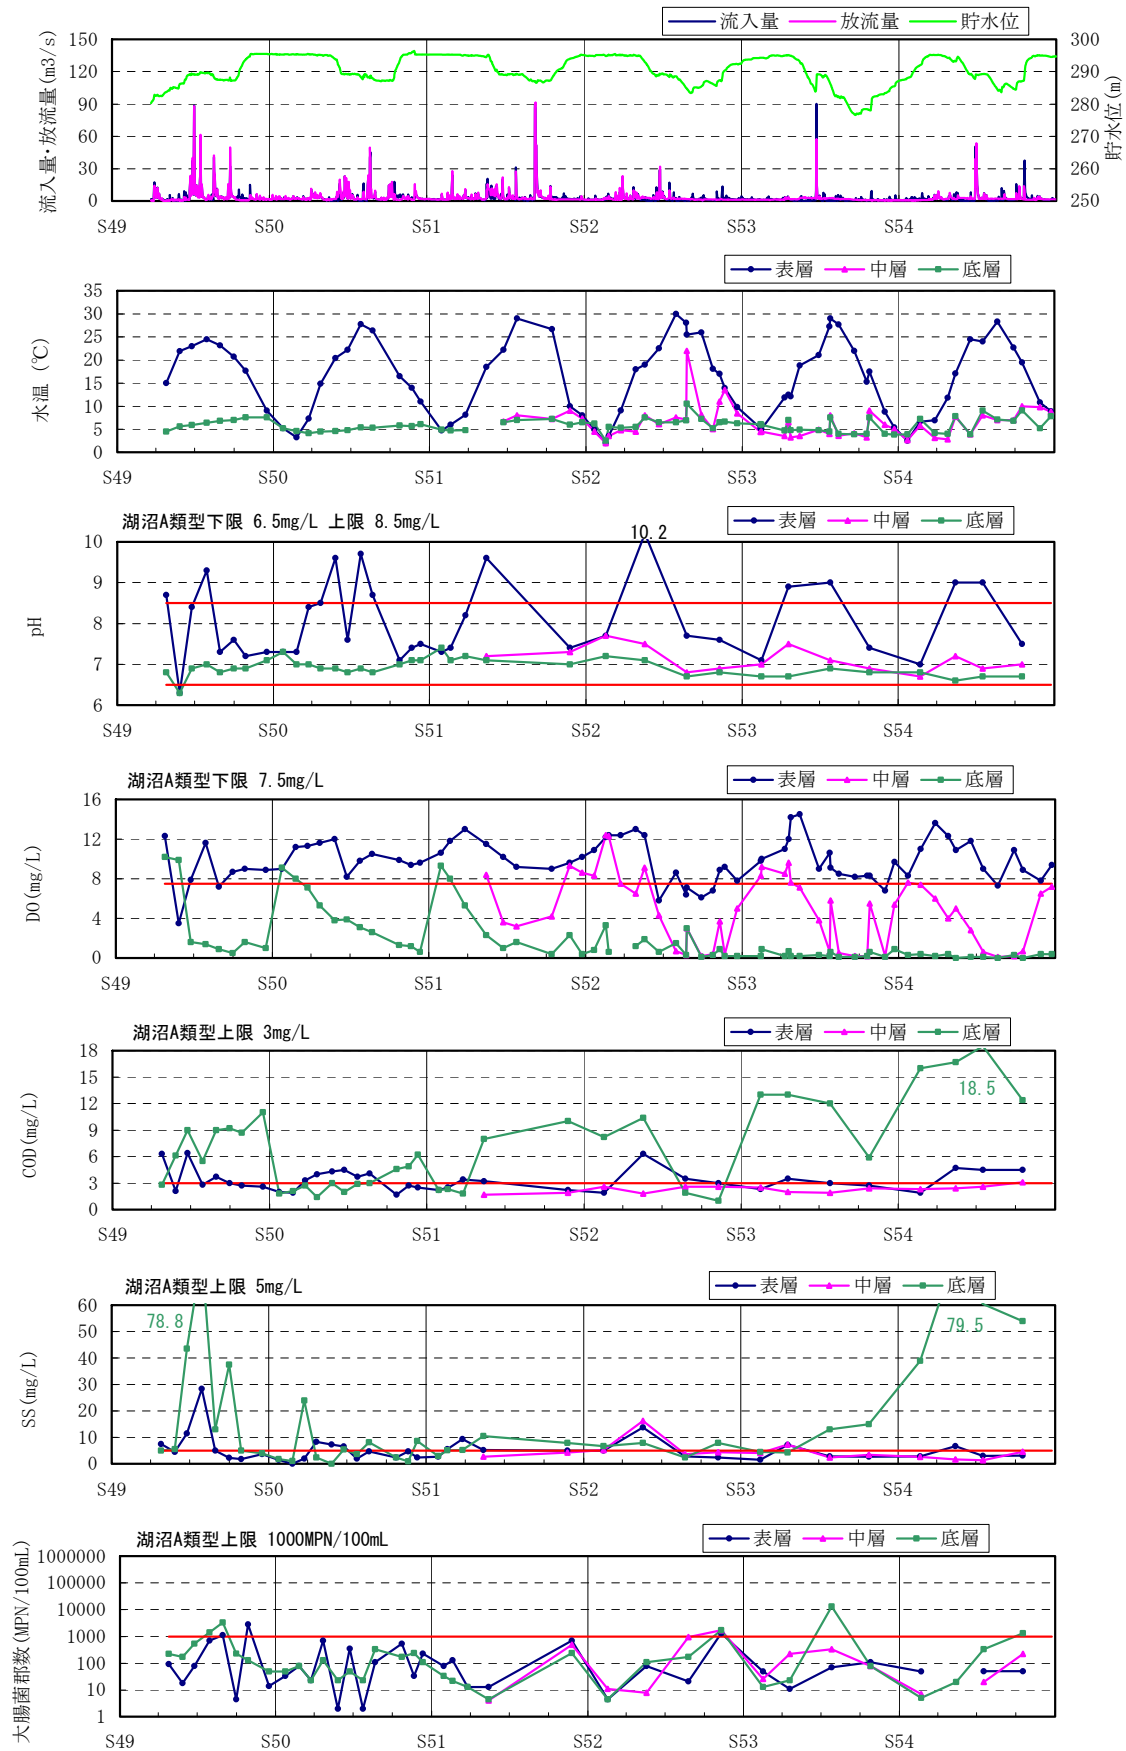 流入量 放流量 貯水位
流入量・放流量(m3/s)
150
120
90
60
30
0
300
290
280
270
260
250
貯水位(m)
S49 S50 S51 S52 S53 S54
表層 中層 底層
水温 (℃)
35
30
25
20
15
10
5
0
S49 S50 S51 S52 S53 S54
湖沼A類型下限 6.5mg/L 上限 8.5mg/L
表層 中層 底層
10.2
pH
10
9
8
7
6
S49 S50 S51 S52 S53 S54
湖沼A類型下限 7.5mg/L
表層 中層 底層
DO(mg/L)
16
12
8
4
0
S49 S50 S51 S52 S53 S54
湖沼A類型上限 3mg/L
表層 中層 底層
COD(mg/L)
18
15
12
9
6
3
0
18.5
S49 S50 S51 S52 S53 S54
湖沼A類型上限 5mg/L
表層 中層 底層
SS(mg/L)
60
50
40
30
20
10
0
78.8
79.5
S49 S50 S51 S52 S53 S54
湖沼A類型上限 1000MPN/100mL
表層 中層 底層
大腸菌郡数(MPN/100mL)
1000000
100000
10000
1000
100
10
1
S49 S50 S51 S52 S53 S54